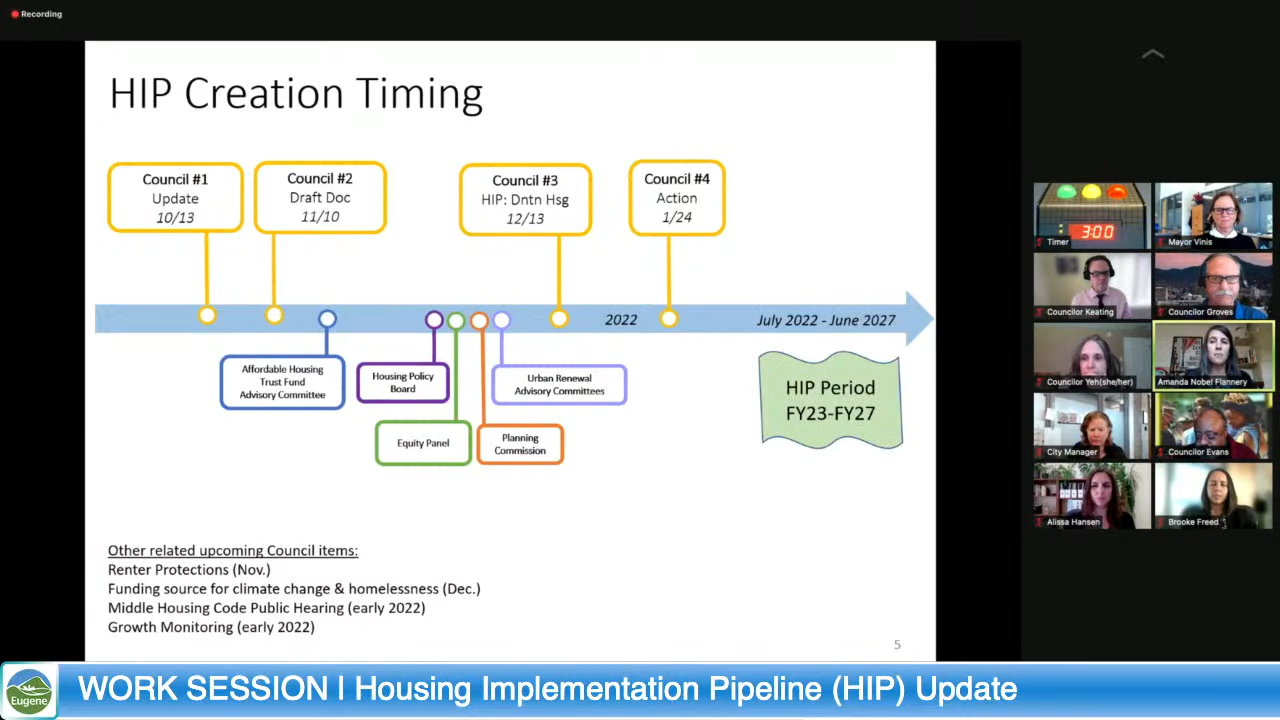 Recording
HIP Creation Timing
Council #1
Update
10/13
Council #2
Draft Doc
11/10
Council #3
HIP: Dntn Hsg
12/13
Council #4
Action
1/24
2022
July 2022 - June 2027
Affordable Housing
Trust Fund
Advisory Committee
Housing Policy
Board
Equity Panel
Planning
Commission
Urban Renewal
Advisory Committees
HIP Period
FY23-FY27
Other related upcoming Council items:
Renter Protections (Nov.)
Funding source for climate change & homelessness (Dec.)
Middle Housing Code Public Hearing (early 2022)
Growth Monitoring (early 2022)
5
3:00
Timer
Mayor Vinis
Councilor Keating
Councilor Groves
Councilor Yeh(she/her)
Amanda Nobel Flannery
City Manager
Councilor Evans
Alissa Hansen
Brooke Freed
Eugene
WORK SESSION | Housing Implementation Pipeline (HIP) Update